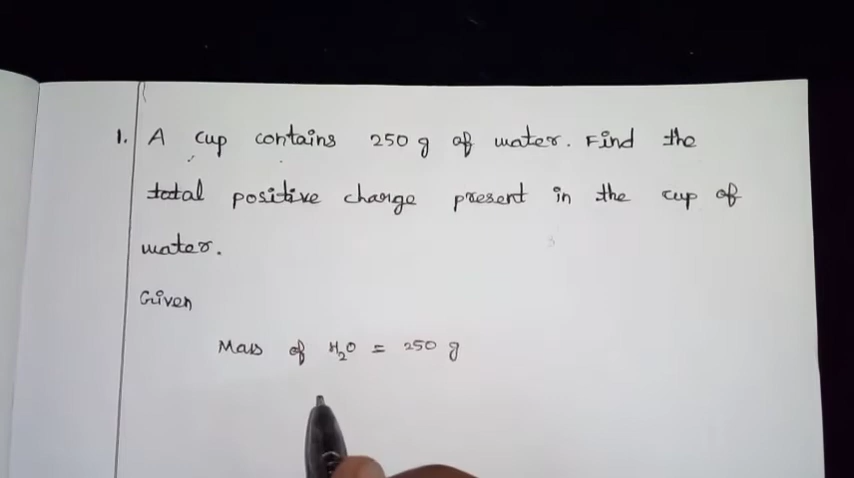 1. A cup contains 250 g of water. Find the
total positive charge present in the cup of
water.
Given
Mass of H₂O = 250 g